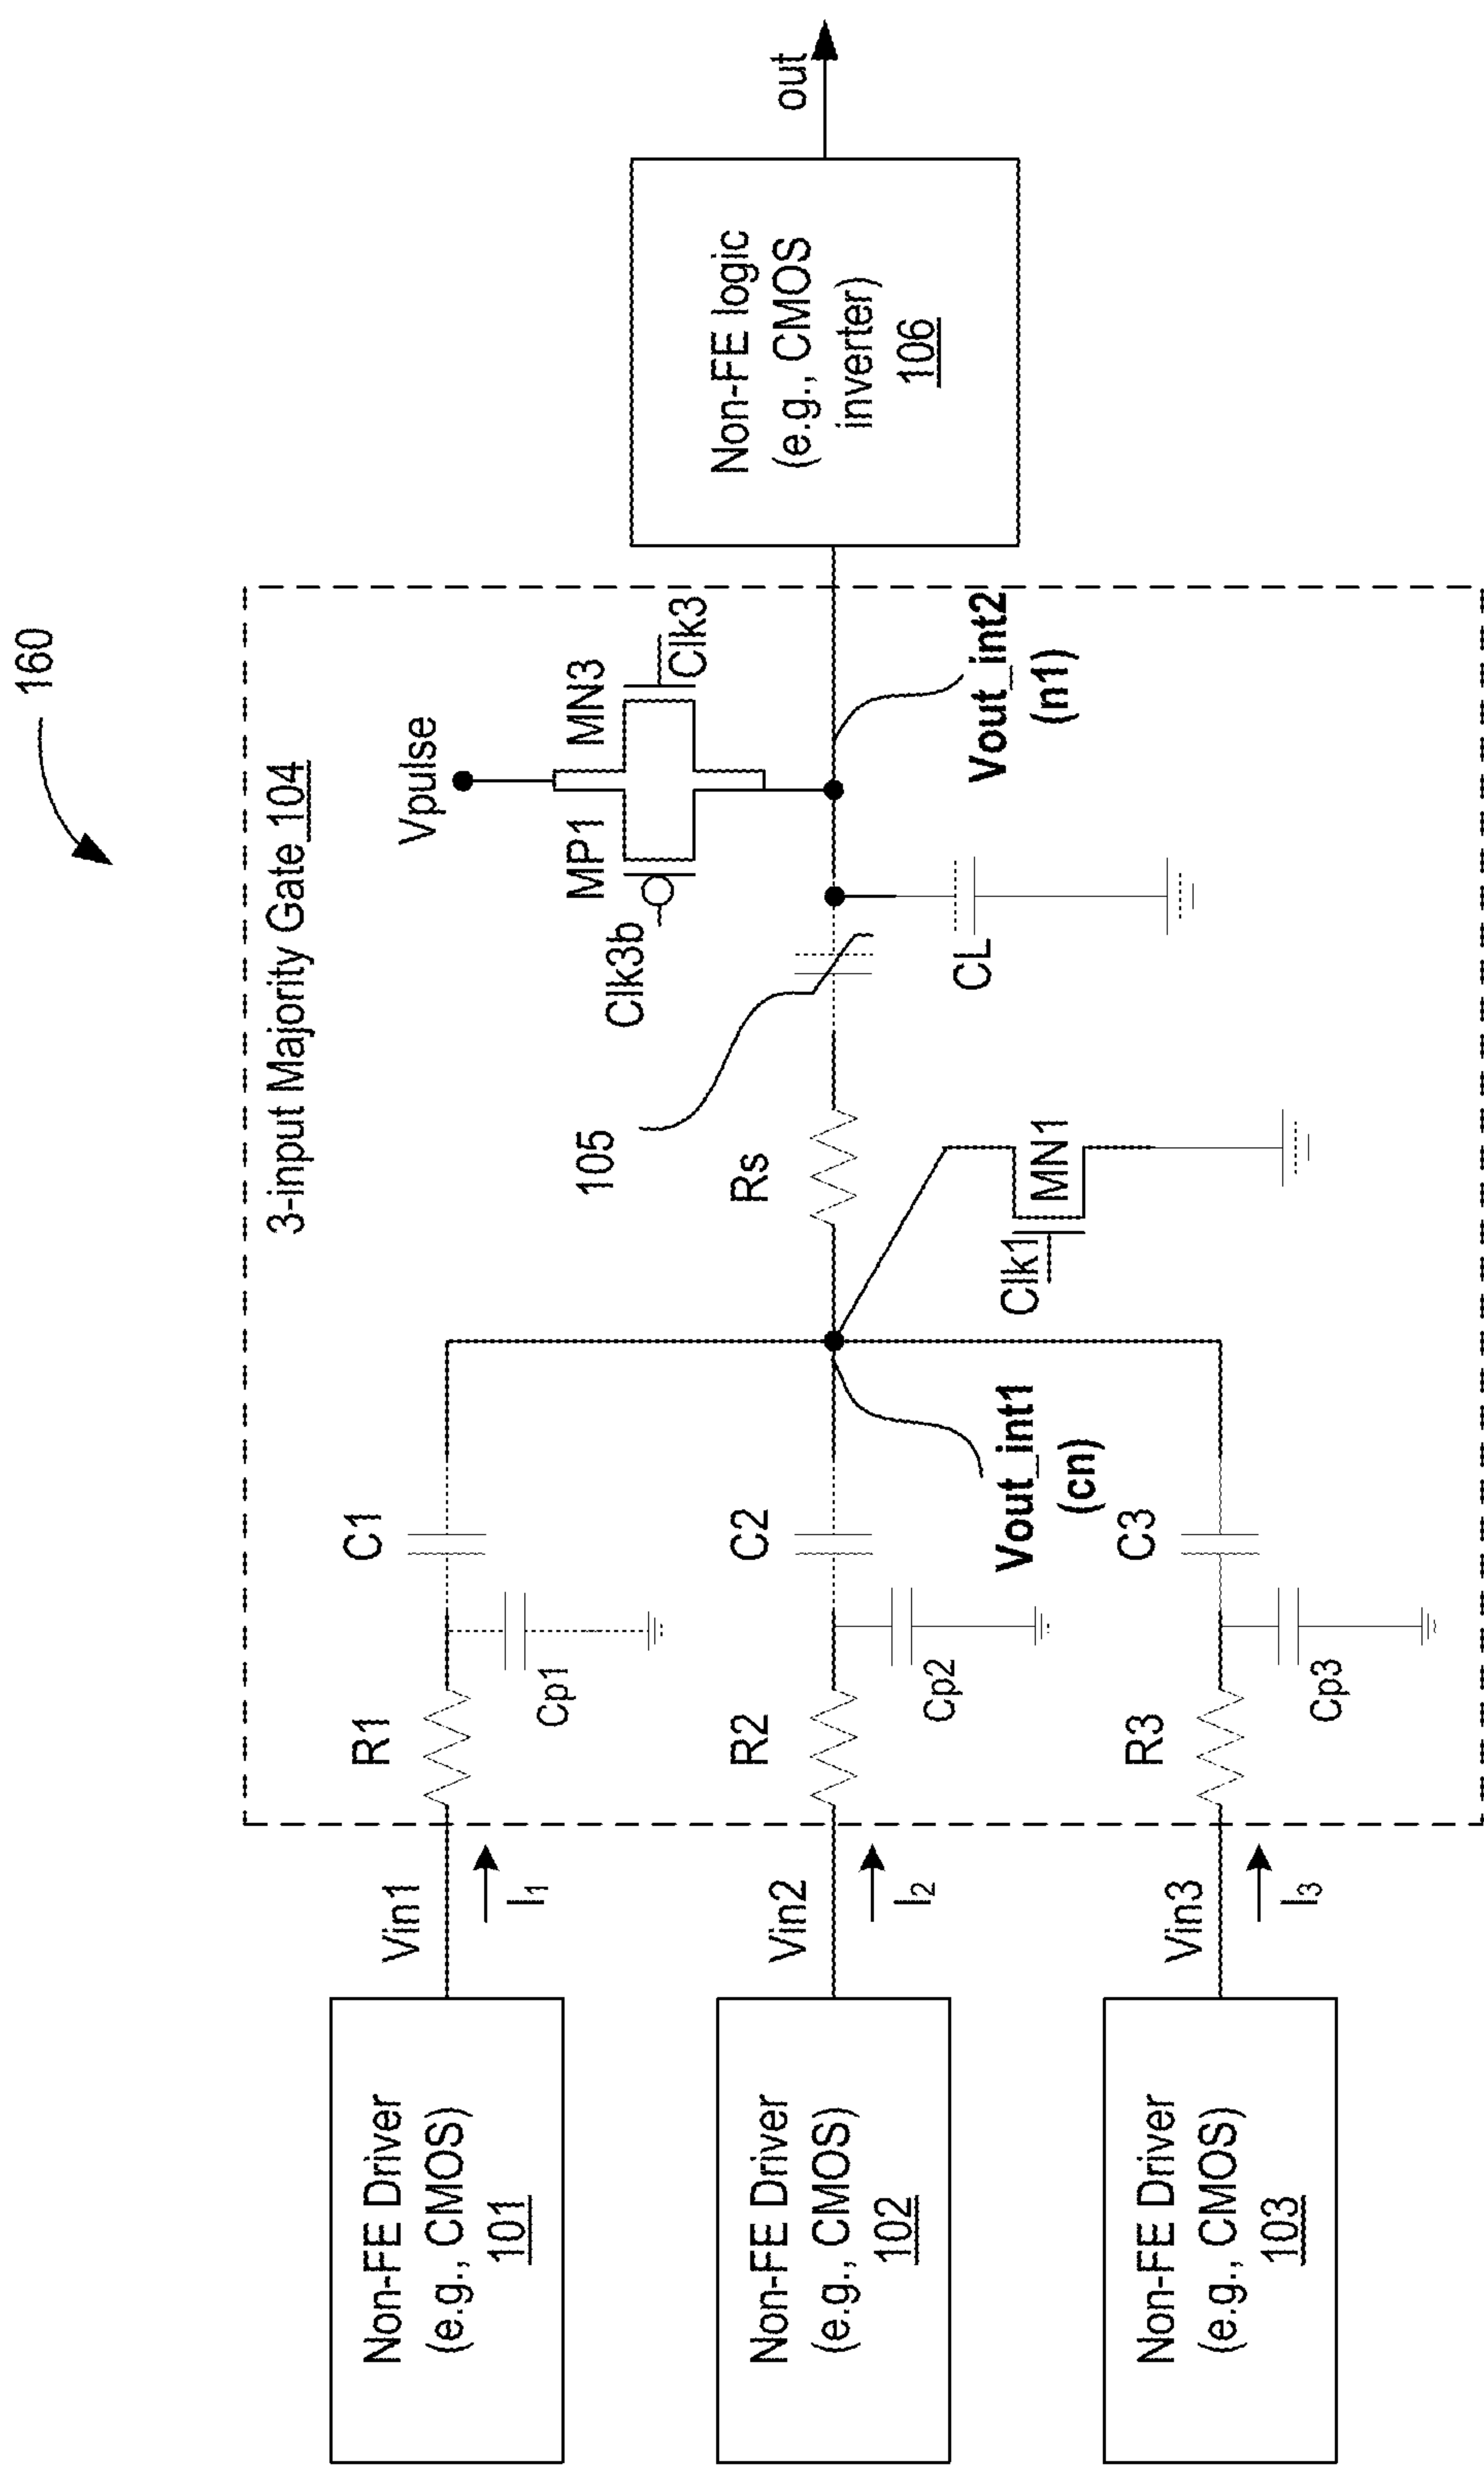 160
3-input Majority Gate 104
Non-FE Driver
(e.g., CMOS)
101
Vin1
I1
R1
Cp1
C1
Non-FE Driver
(e.g., CMOS)
102
Vin2
I2
R2
Cp2
C2
Non-FE Driver
(e.g., CMOS)
103
Vin3
I3
R3
Cp3
C3
Vout_int1
(cn)
Clk1
MN1
Rs
105
CL
Vpulse
Clk3b
MP1
MN3
Clk3
Vout_int2
(n1)
Non-FE logic
(e.g., CMOS
inverter)
106
out